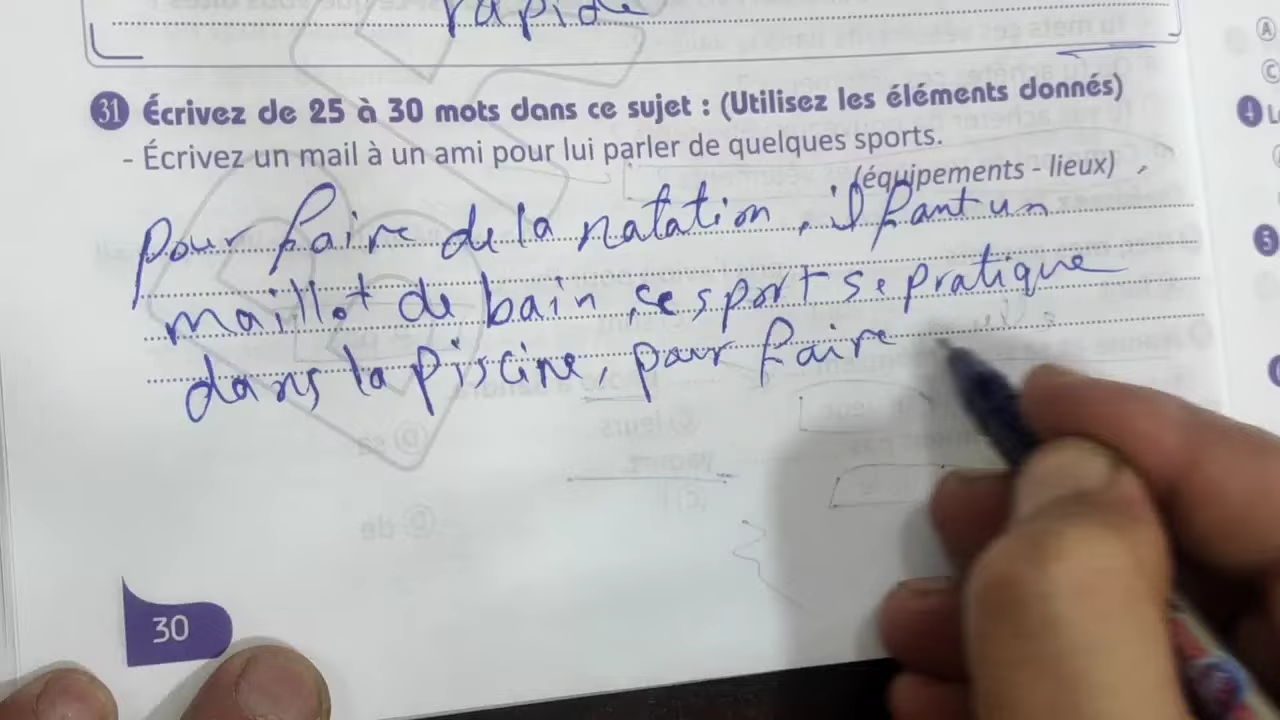 rapide
31 Écrivez de 25 à 30 mots dans ce sujet : (Utilisez les éléments donnés)
- Écrivez un mail à un ami pour lui parler de quelques sports.
(équipements - lieux)
pour faire de la natation, il faut un
maillot de bain, ce sport se pratique
dans la piscine, pour faire
30
A
C
4 L
5